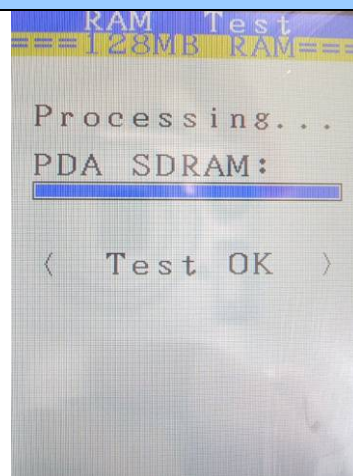 RAM Test
===128MB RAM===
Processing...
PDA SDRAM:
< Test OK >